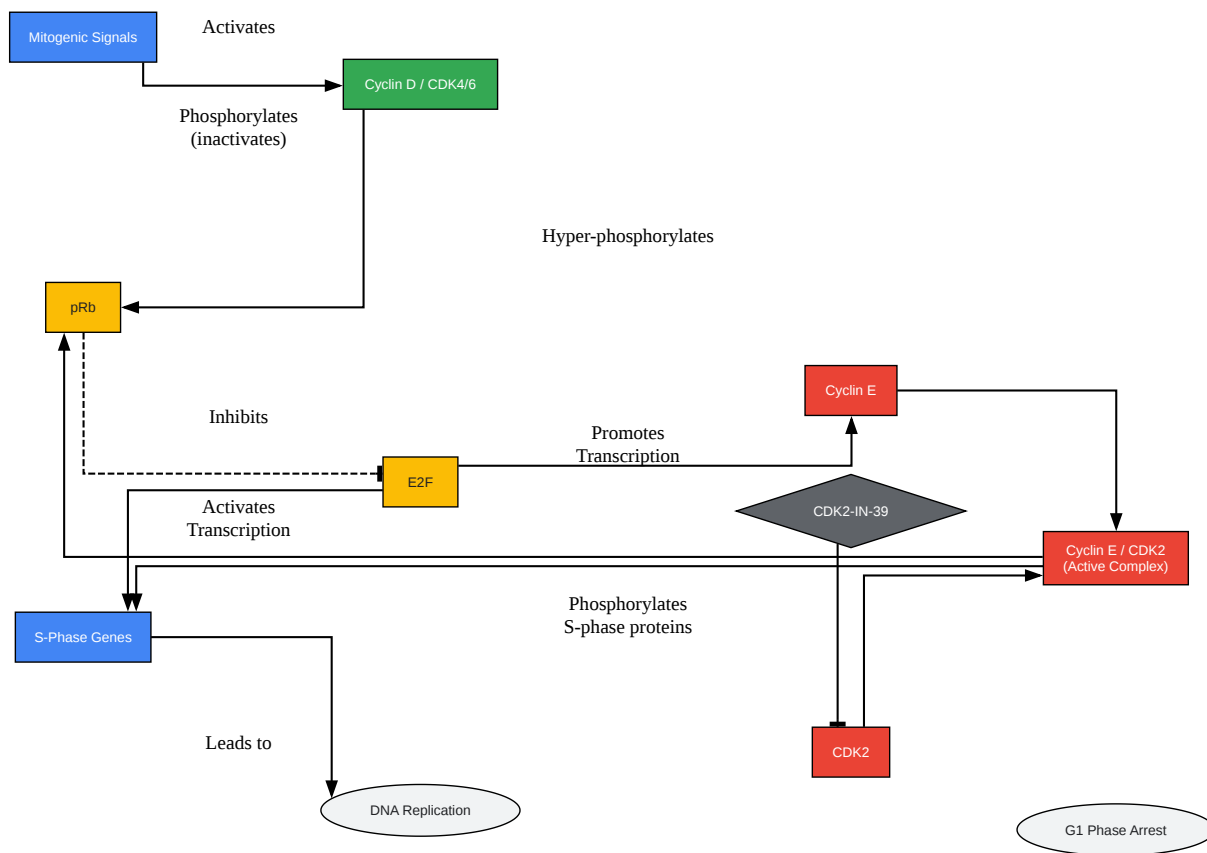 Activates
Mitogenic Signals
Cyclin D / CDK4/6
Phosphorylates
(inactivates)
Hyper-phosphorylates
pRb
Cyclin E
Inhibits
Promotes
Transcription
E2F
Activates
Transcription
CDK2-IN-39
Cyclin E / CDK2
(Active Complex)
Phosphorylates
S-phase proteins
S-Phase Genes
Leads to
CDK2
DNA Replication
G1 Phase Arrest